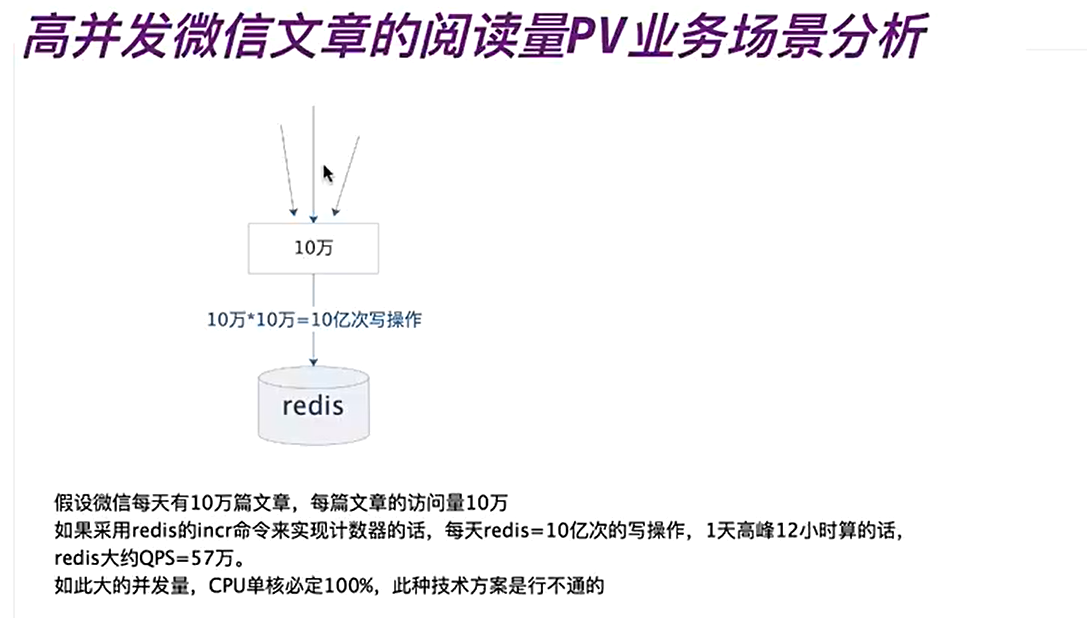 高并发微信文章的阅读量PV业务场景分析
10万
10万*10万=10亿次写操作
redis
假设微信每天有10万篇文章，每篇文章的访问量10万
如果采用redis的incr命令来实现计数器的话，每天redis=10亿次的写操作，1天高峰12小时算的话，
redis大约QPS=57万。
如此大的并发量，CPU单核必定100%，此种技术方案是行不通的